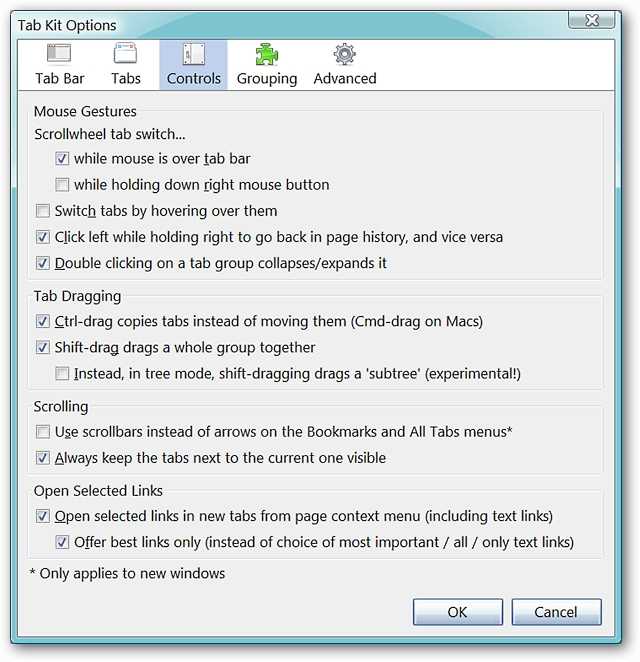 Tab Kit Options
Tab Bar Tabs Controls Grouping Advanced
Mouse Gestures
Scrollwheel tab switch...
while mouse is over tab bar
while holding down right mouse button
Switch tabs by hovering over them
Click left while holding right to go back in page history, and vice versa
Double clicking on a tab group collapses/expands it
Tab Dragging
Ctrl-drag copies tabs instead of moving them (Cmd-drag on Macs)
Shift-drag drags a whole group together
Instead, in tree mode, shift-dragging drags a 'subtree' (experimental!)
Scrolling
Use scrollbars instead of arrows on the Bookmarks and All Tabs menus*
Always keep the tabs next to the current one visible
Open Selected Links
Open selected links in new tabs from page context menu (including text links)
Offer best links only (instead of choice of most important / all / only text links)
* Only applies to new windows
OK Cancel